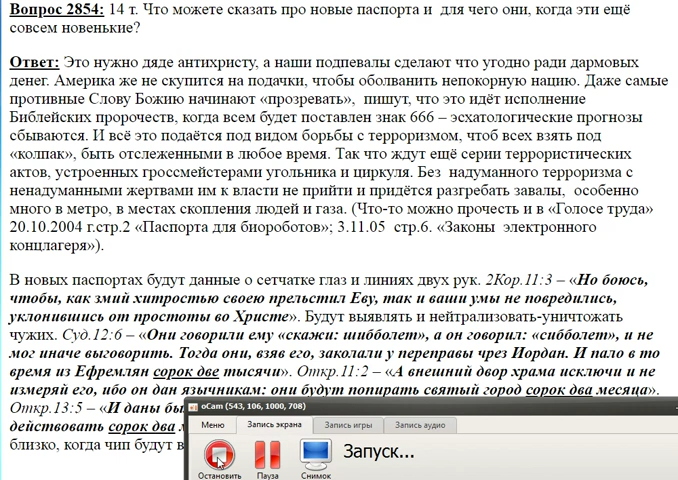 Вопрос 2854: 14 т. Что можете сказать про новые паспорта и  для чего они, когда эти ещё
совсем новенькие?
Ответ: Это нужно дяде антихристу, а наши подпевалы сделают что угодно ради дармовых
денег. Америка же не скупится на подачки, чтобы оболванить непокорную нацию. Даже самые
противные Слову Божию начинают «прозревать»,  пишут, что это идёт исполнение
Библейских пророчеств, когда всем будет поставлен знак 666 – эсхатологические прогнозы
сбываются. И всё это подаётся под видом борьбы с терроризмом, чтоб всех взять под
«колпак», быть отслеженными в любое время. Так что ждут ещё серии террористических
актов, устроенных гроссмейстерами угольника и циркуля. Без  надуманного терроризма с
ненадуманными жертвами им к власти не прийти и придётся разгребать завалы,  особенно
много в метро, в местах скопления людей и газа. (Что-то можно прочесть и в «Голосе труда»
20.10.2004 г.стр.2 «Паспорта для биороботов»; 3.11.05  стр.6. «Законы  электронного
концлагеря»).
В новых паспортах будут данные о сетчатке глаз и линиях двух рук. 2Кор.11:3 – «Но боюсь,
чтобы, как змий хитростью своею прельстил Еву, так и ваши умы не повредились,
уклонившись от простоты во Христе». Будут выявлять и нейтрализовать-уничтожать
чужих. Суд.12:6 – «Они говорили ему «скажи: шибболет», а он говорил: «сибболет», и не
мог иначе выговорить. Тогда они, взяв его, заколали у переправы чрез Иордан. И пало в то
время из Ефремлян сорок две тысячи». Откр.11:2 – «А внешний двор храма исключи и не
измеряй его, ибо он дан язычникам: они будут попирать святый город сорок два месяца».
Откр.13:5 – «И даны бы
действовать сорок два
близко, когда чип будут в
oCam (543, 106, 1000, 708)
Меню Запись экрана Запись игры Запись аудио
Запуск...
Остановить Пауза Снимок